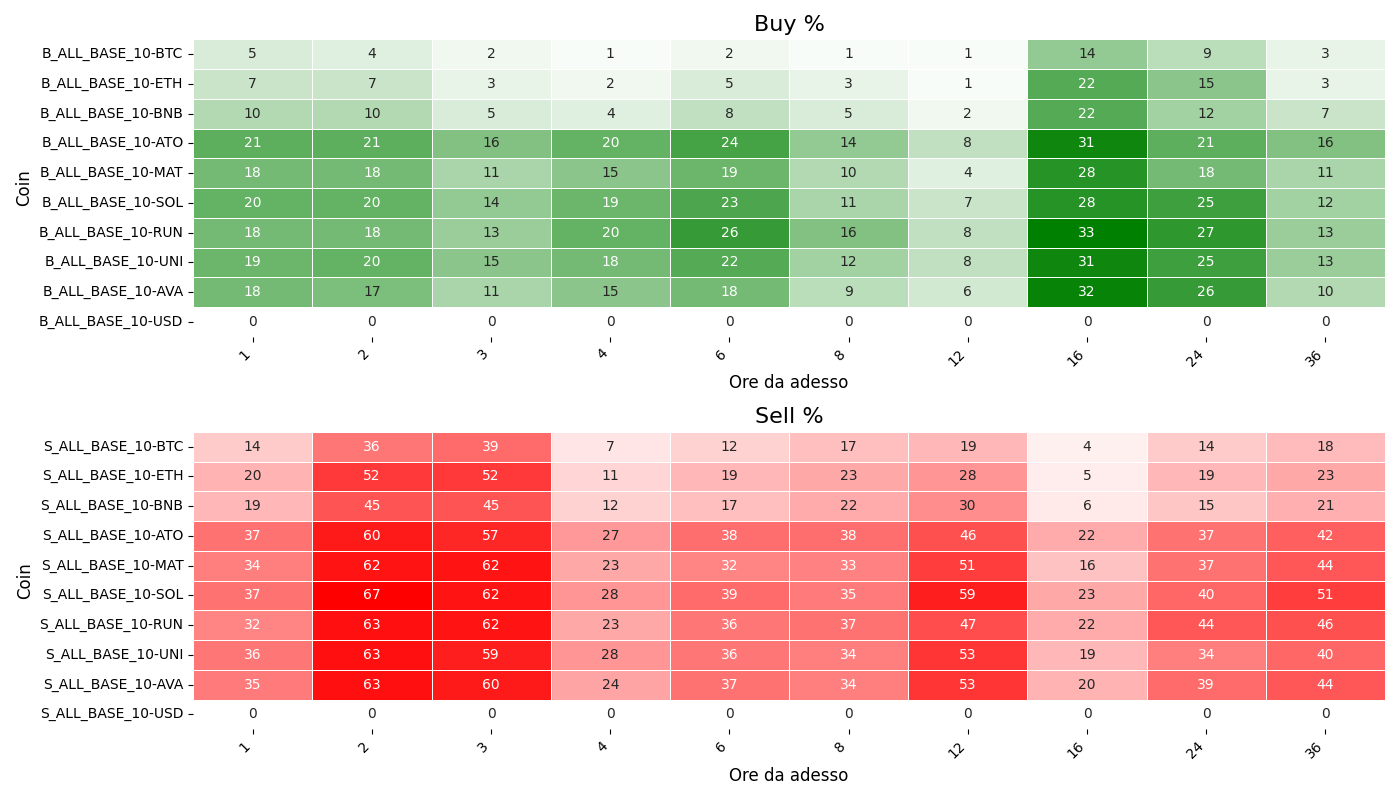 Buy %
B_ALL_BASE_10-BTC 5 4 2 1 2 1 1 14 9 3
B_ALL_BASE_10-ETH 7 7 3 2 5 3 1 22 15 3
B_ALL_BASE_10-BNB 10 10 5 4 8 5 2 22 12 7
B_ALL_BASE_10-ATO 21 21 16 20 24 14 8 31 21 16
B_ALL_BASE_10-MAT 18 18 11 15 19 10 4 28 18 11
B_ALL_BASE_10-SOL 20 20 14 19 23 11 7 28 25 12
B_ALL_BASE_10-RUN 18 18 13 20 26 16 8 33 27 13
B_ALL_BASE_10-UNI 19 20 15 18 22 12 8 31 25 13
B_ALL_BASE_10-AVA 18 17 11 15 18 9 6 32 26 10
B_ALL_BASE_10-USD 0 0 0 0 0 0 0 0 0 0
Coin
1 2 3 4 6 8 12 16 24 36
Ore da adesso
Sell %
S_ALL_BASE_10-BTC 14 36 39 7 12 17 19 4 14 18
S_ALL_BASE_10-ETH 20 52 52 11 19 23 28 5 19 23
S_ALL_BASE_10-BNB 19 45 45 12 17 22 30 6 15 21
S_ALL_BASE_10-ATO 37 60 57 27 38 38 46 22 37 42
S_ALL_BASE_10-MAT 34 62 62 23 32 33 51 16 37 44
S_ALL_BASE_10-SOL 37 67 62 28 39 35 59 23 40 51
S_ALL_BASE_10-RUN 32 63 62 23 36 37 47 22 44 46
S_ALL_BASE_10-UNI 36 63 59 28 36 34 53 19 34 40
S_ALL_BASE_10-AVA 35 63 60 24 37 34 53 20 39 44
S_ALL_BASE_10-USD 0 0 0 0 0 0 0 0 0 0
Coin
1 2 3 4 6 8 12 16 24 36
Ore da adesso